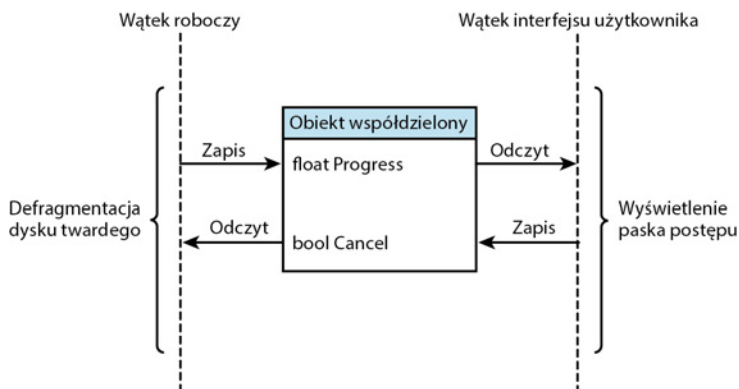 Wątek roboczy
Wątek interfejsu użytkownika
Obiekt współdzielony
Zapis
float Progress
Odczyt
Defragmentacja
dysku twardego
Odczyt
bool Cancel
Zapis
Wyświetlenie
paska postępu